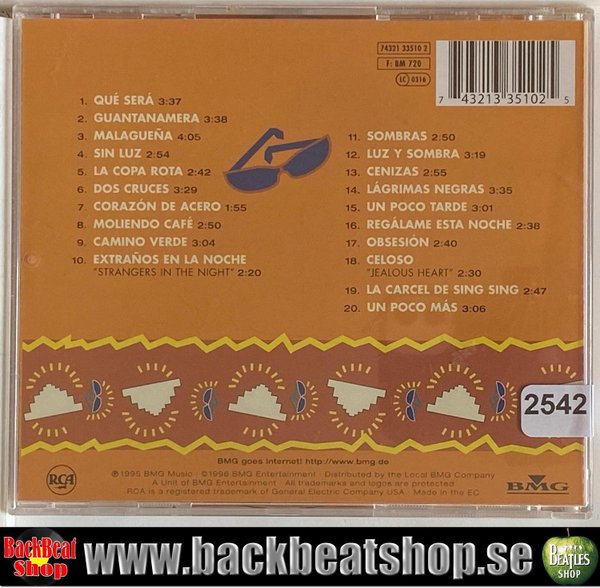 74321 33510 2
F: BM 720
LC 0316
7 43213 35102 5
1. QUÉ SERÁ 3:37
2. GUANTANAMERA 3:38
3. MALAGUEÑA 4:05
4. SIN LUZ 2:54
5. LA COPA ROTA 2:42
6. DOS CRUCES 3:29
7. CORAZÓN DE ACERO 1:55
8. MOLIENDO CAFÉ 2:50
9. CAMINO VERDE 3:04
10. EXTRAÑOS EN LA NOCHE
"STRANGERS IN THE NIGHT" 2:20
11. SOMBRAS 2:50
12. LUZ Y SOMBRA 3:19
13. CENIZAS 2:55
14. LÁGRIMAS NEGRAS 3:35
15. UN POCO TARDE 3:01
16. REGÁLAME ESTA NOCHE 2:38
17. OBSESIÓN 2:40
18. CELOSO
"JEALOUS HEART" 2:30
19. LA CARCEL DE SING SING 2:47
20. UN POCO MÁS 3:06
2542
BMG goes Internet! http://www.bmg.de
℗ 1995 BMG Music · © 1996 BMG Entertainment · Distributed by the Local BMG Company
A Unit of BMG Entertainment · All trademarks and logos are protected
RCA is a registered trademark of General Electric Company USA · Made in the EC
RCA
BMG
BackBeat
Shop
www.backbeatshop.se
BEATLES
SHOP